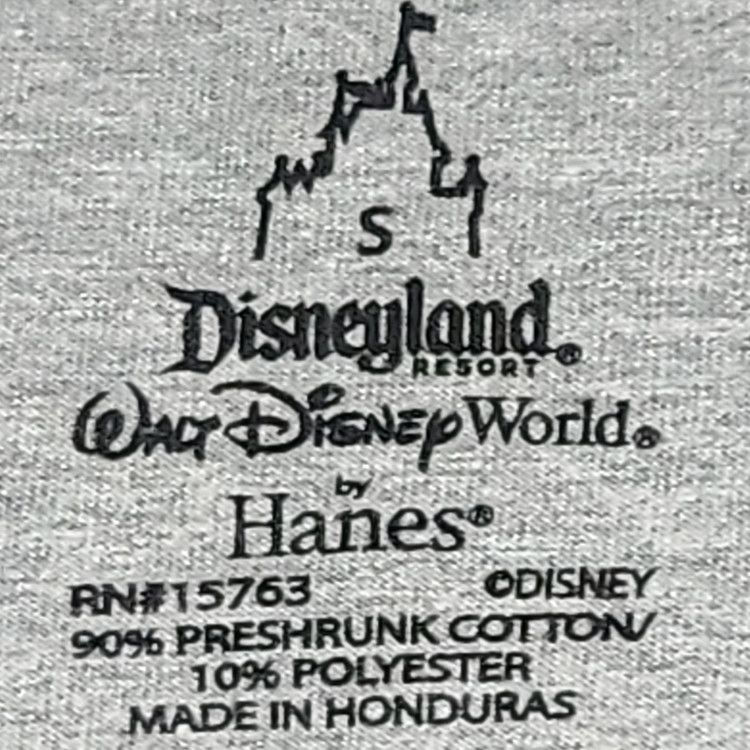 S
Disneyland®
RESORT
WALT DISNEY World®
by
Hanes®
RN#15763 ©DISNEY
90% PRESHRUNK COTTON/
10% POLYESTER
MADE IN HONDURAS